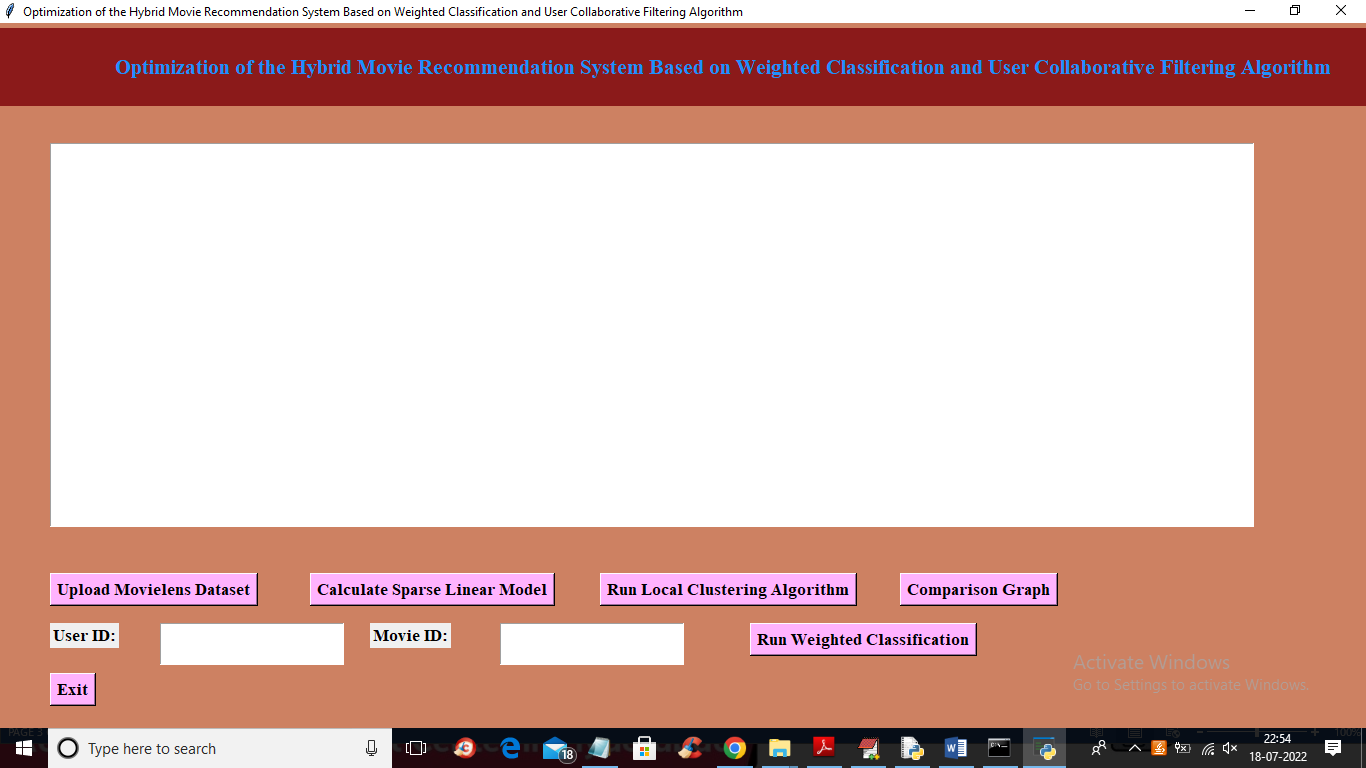 Optimization of the Hybrid Movie Recommendation System Based on Weighted Classification and User Collaborative Filtering Algorithm
Optimization of the Hybrid Movie Recommendation System Based on Weighted Classification and User Collaborative Filtering Algorithm
Upload Movielens Dataset
Calculate Sparse Linear Model
Run Local Clustering Algorithm
Comparison Graph
User ID:
Movie ID:
Run Weighted Classification
Activate Windows
Go to Settings to activate Windows.
Exit
PAGE 3
100%
Type here to search
18
22:54
18-07-2022